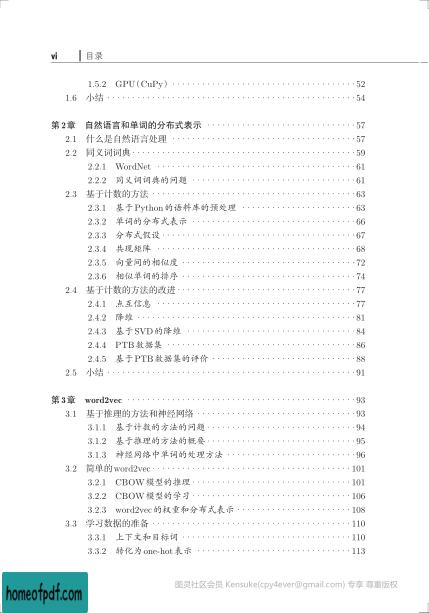 vi 目录
1.5.2 GPU（CuPy） 52
1.6 小结 54
第2章 自然语言和单词的分布式表示 57
2.1 什么是自然语言处理 57
2.2 同义词词典 59
2.2.1 WordNet 61
2.2.2 同义词词典的问题 61
2.3 基于计数的方法 63
2.3.1 基于Python的语料库的预处理 63
2.3.2 单词的分布式表示 66
2.3.3 分布式假设 67
2.3.4 共现矩阵 68
2.3.5 向量间的相似度 72
2.3.6 相似单词的排序 74
2.4 基于计数的方法的改进 77
2.4.1 点互信息 77
2.4.2 降维 81
2.4.3 基于SVD的降维 84
2.4.4 PTB数据集 86
2.4.5 基于PTB数据集的评价 88
2.5 小结 91
第3章 word2vec 93
3.1 基于推理的方法和神经网络 93
3.1.1 基于计数的方法的问题 94
3.1.2 基于推理的方法的概要 95
3.1.3 神经网络中单词的处理方法 96
3.2 简单的word2vec 101
3.2.1 CBOW模型的推理 101
3.2.2 CBOW模型的学习 106
3.2.3 word2vec的权重和分布式表示 108
3.3 学习数据的准备 110
3.3.1 上下文和目标词 110
3.3.2 转化为one-hot表示 113
图灵社区会员 Kensuke(cpy4ever@gmail.com) 专享 尊重版权
homeofpdf.com